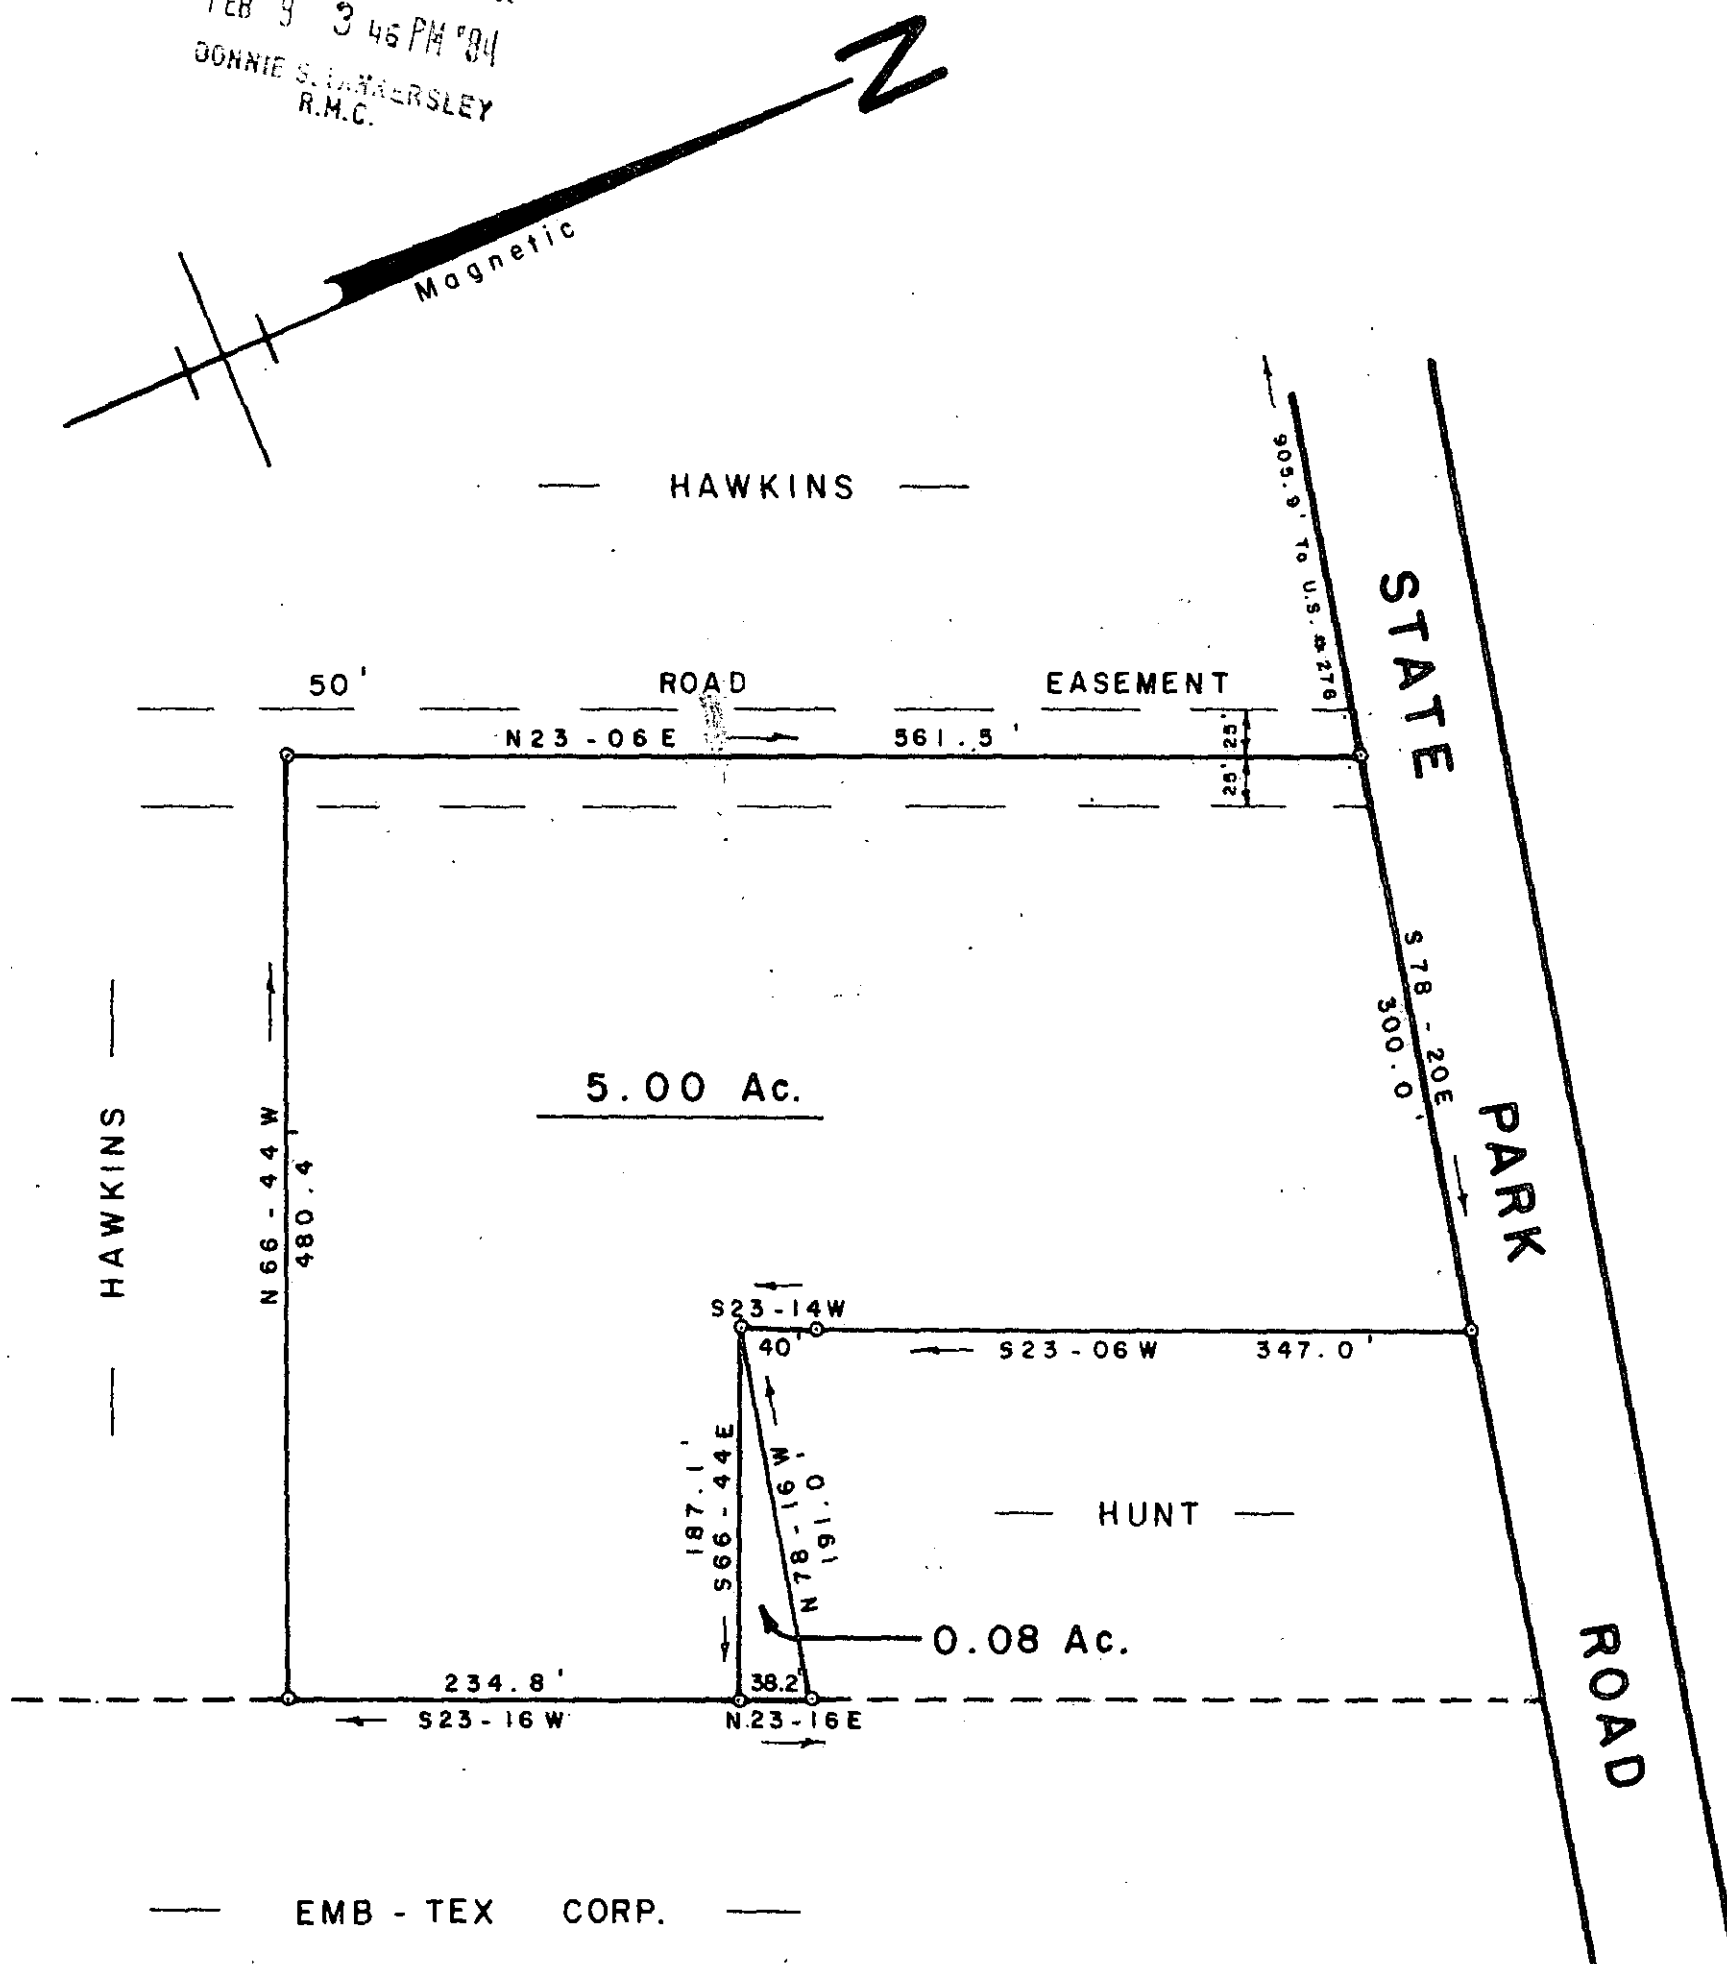 FEB 9 3 46 PM '84
DONNIE S. TANKERSLEY
R.M.C.
N
Magnetic
— HAWKINS —
905.9' To U.S. # 276
STATE PARK ROAD
50' ROAD EASEMENT
N23-06E 561.5'
25'
25'
S78-20E
300.0'
5.00 Ac.
— HAWKINS —
N66-44W
480.4'
S23-14W
40'
S23-06W 347.0'
187.1'
S66-44E
N78-16W
191.0'
— HUNT —
0.08 Ac.
234.8'
38.2'
S23-16W
N.23-16E
— EMB-TEX CORP. —